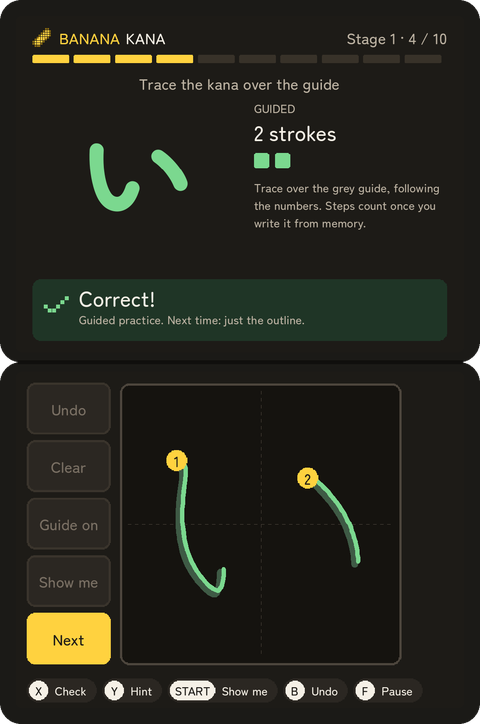 BANANA KANA
Stage 1 · 4 / 10
Trace the kana over the guide
い
GUIDED
2 strokes
Trace over the grey guide, following
the numbers. Steps count once you
write it from memory.
Correct!
Guided practice. Next time: just the outline.
Undo
Clear
Guide on
Show me
Next
1
2
い
X Check
Y Hint
START Show me
B Undo
F Pause